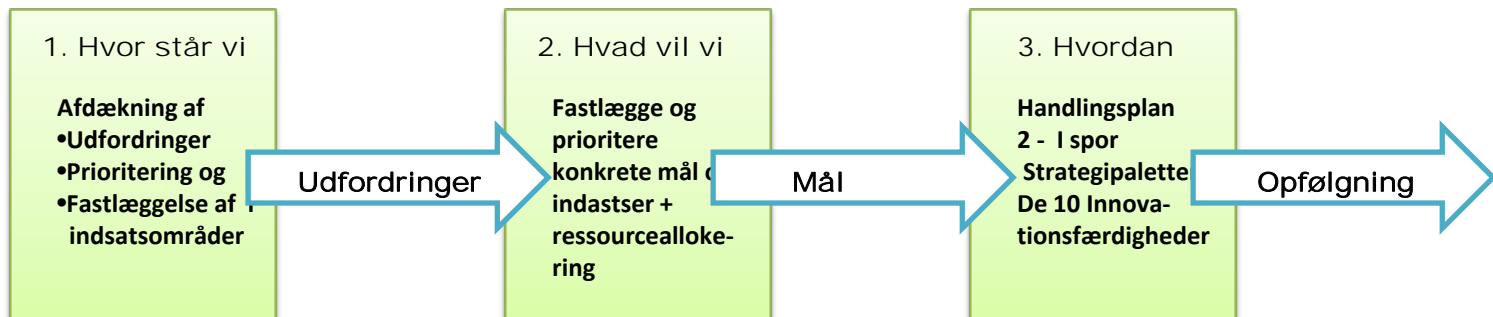 1. Hvor står vi
Afdækning af
•Udfordringer
•Prioritering og
•Fastlæggelse af
indsatsområder
Udfordringer
2. Hvad vil vi
Fastlægge og
prioritere
konkrete mål
indastser +
ressourcealloke-
ring
Mål
3. Hvordan
Handlingsplan
2 - I spor
Strategipalette
De 10 Innova-
tionsfærdigheder
Opfølgning